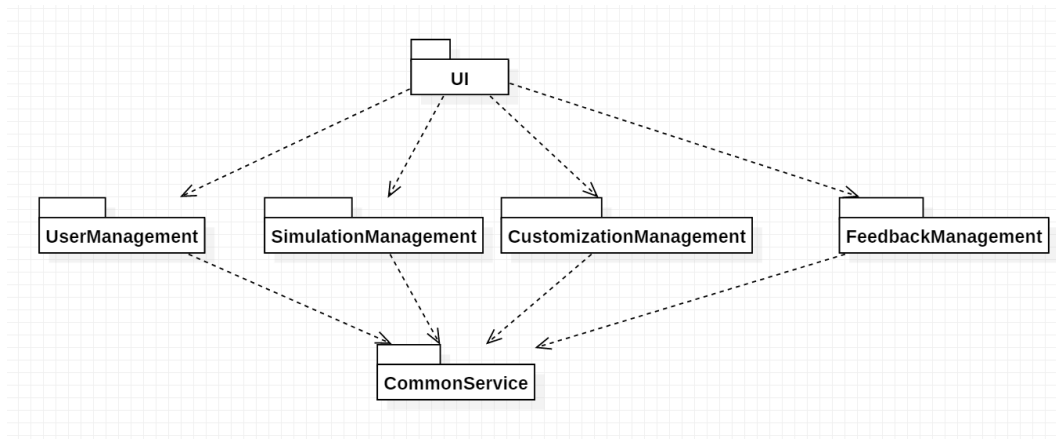 UI
UserManagement
SimulationManagement
CustomizationManagement
FeedbackManagement
CommonService